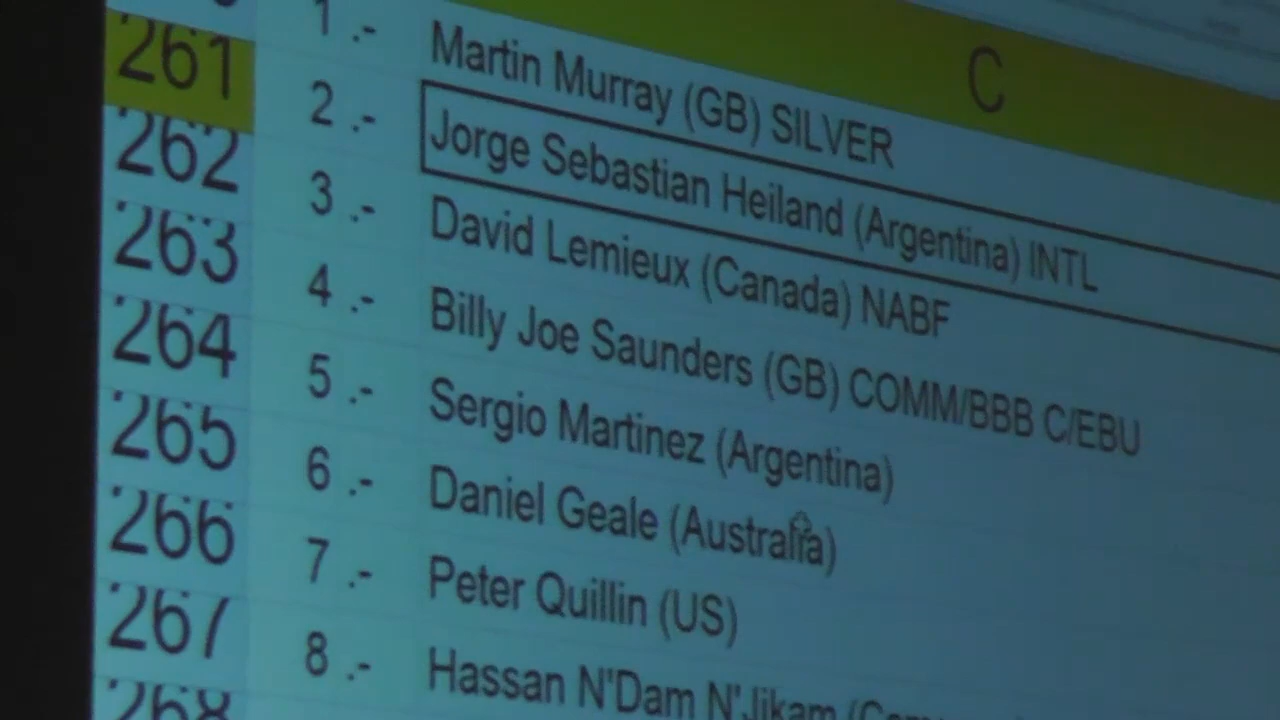 C
1 .- Martin Murray (GB) SILVER
261 2 .- Jorge Sebastian Heiland (Argentina) INTL
262 3 .- David Lemieux (Canada) NABF
263 4 .- Billy Joe Saunders (GB) COMM/BBB C/EBU
264 5 .- Sergio Martinez (Argentina)
265 6 .- Daniel Geale (Australia)
266 7 .- Peter Quillin (US)
267 8 .- Hassan N'Dam N'Jikam
268